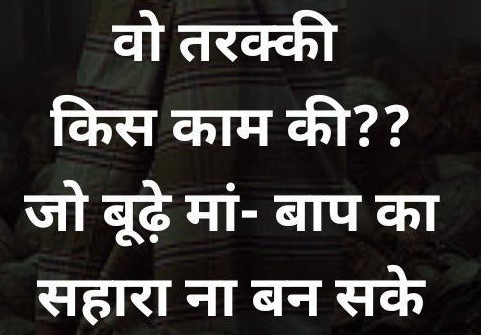 वो तरक्की
किस काम की??
जो बूढ़े मां- बाप का
सहारा ना बन सके